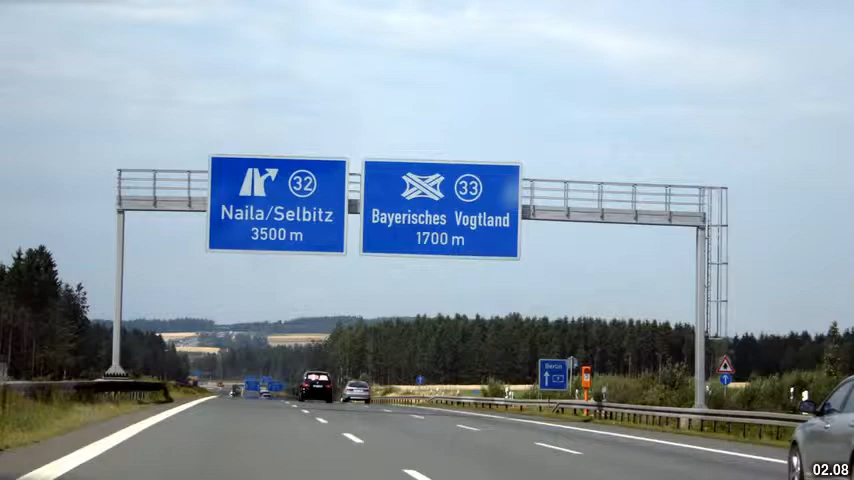 32
Naila/Selbitz
3500 m
33
Bayerisches Vogtland
1700 m
Berlin
02.08